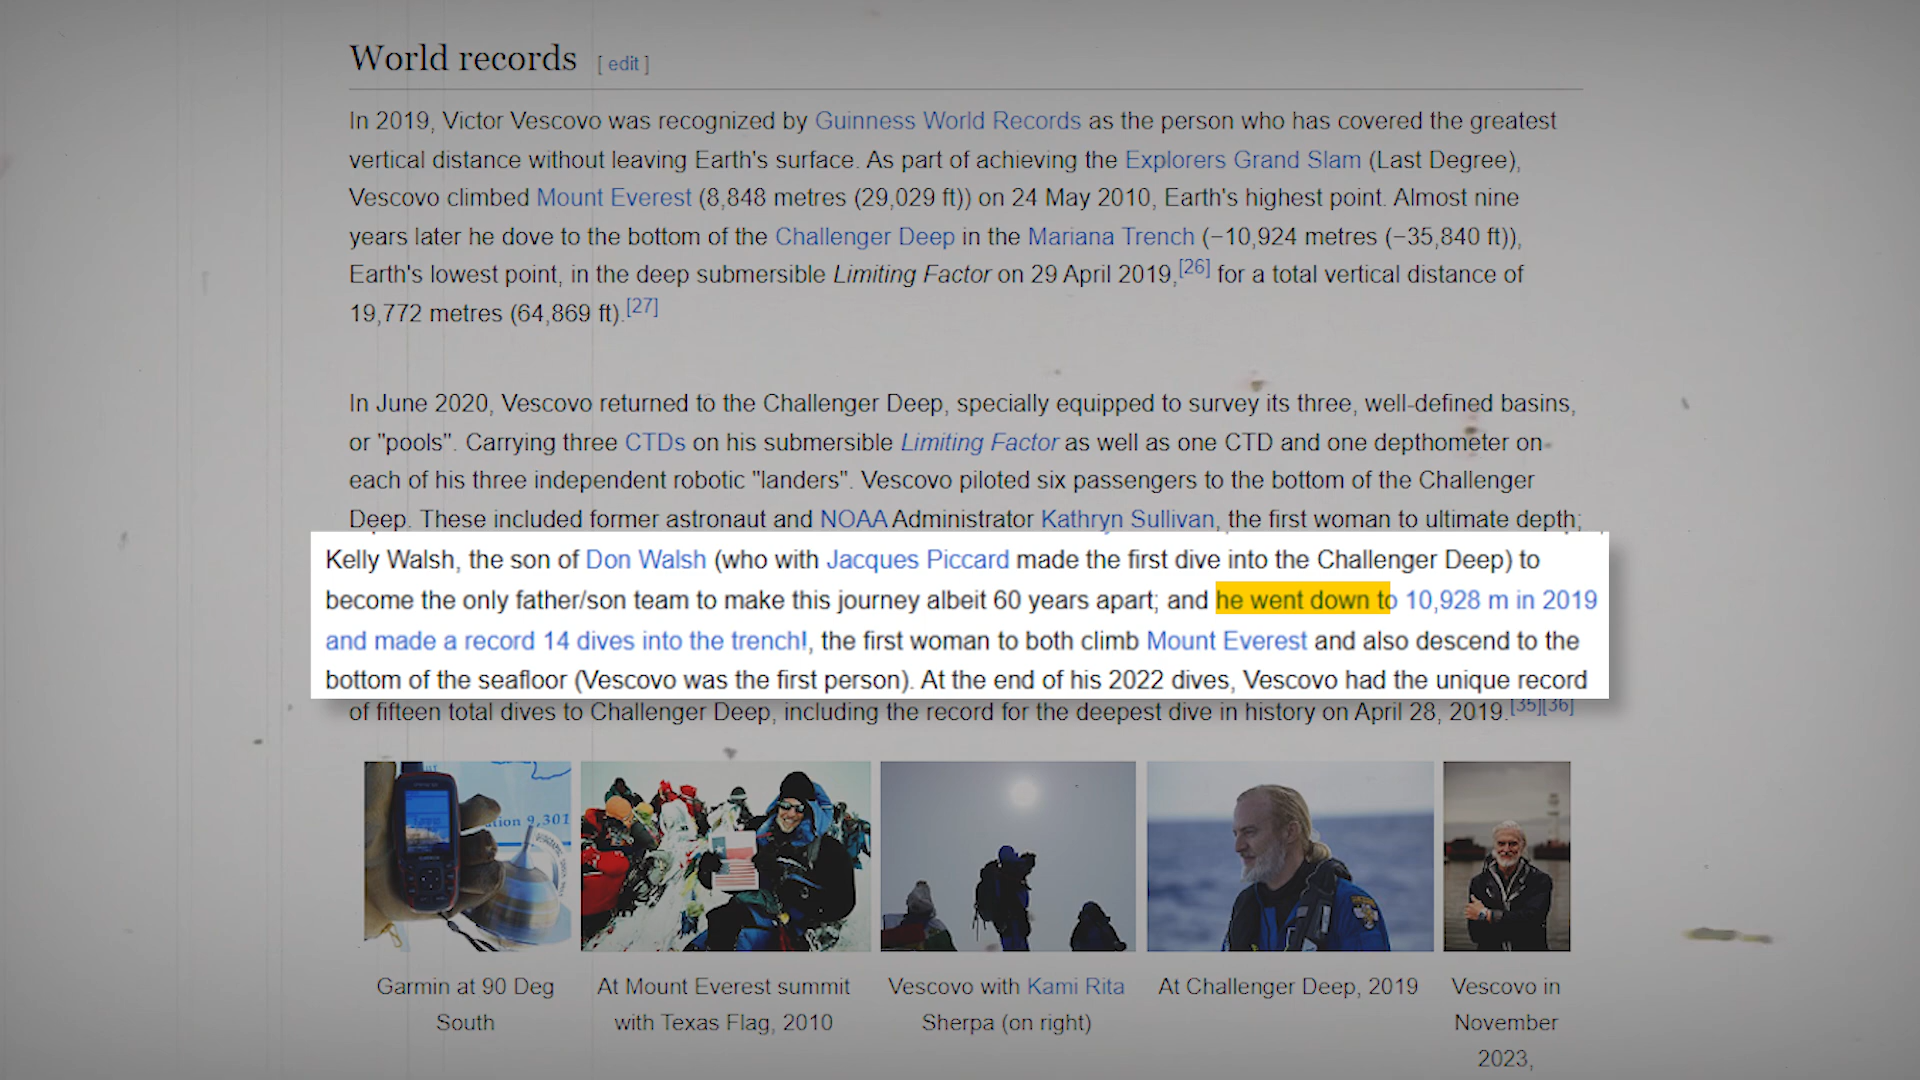 World records [ edit ]
In 2019, Victor Vescovo was recognized by Guinness World Records as the person who has covered the greatest
vertical distance without leaving Earth's surface. As part of achieving the Explorers Grand Slam (Last Degree),
Vescovo climbed Mount Everest (8,848 metres (29,029 ft)) on 24 May 2010, Earth's highest point. Almost nine
years later he dove to the bottom of the Challenger Deep in the Mariana Trench (−10,924 metres (−35,840 ft)),
Earth's lowest point, in the deep submersible Limiting Factor on 29 April 2019,[26] for a total vertical distance of
19,772 metres (64,869 ft).[27]
In June 2020, Vescovo returned to the Challenger Deep, specially equipped to survey its three, well-defined basins,
or "pools". Carrying three CTDs on his submersible Limiting Factor as well as one CTD and one depthometer on
each of his three independent robotic "landers". Vescovo piloted six passengers to the bottom of the Challenger
Deep. These included former astronaut and NOAA Administrator Kathryn Sullivan, the first woman to ultimate depth;
Kelly Walsh, the son of Don Walsh (who with Jacques Piccard made the first dive into the Challenger Deep) to
become the only father/son team to make this journey albeit 60 years apart; and he went down to 10,928 m in 2019
and made a record 14 dives into the trench!, the first woman to both climb Mount Everest and also descend to the
bottom of the seafloor (Vescovo was the first person). At the end of his 2022 dives, Vescovo had the unique record
of fifteen total dives to Challenger Deep, including the record for the deepest dive in history on April 28, 2019.[35][36]
9,301
Garmin at 90 Deg
South
At Mount Everest summit
with Texas Flag, 2010
Vescovo with Kami Rita
Sherpa (on right)
At Challenger Deep, 2019
Vescovo in
November
2023,